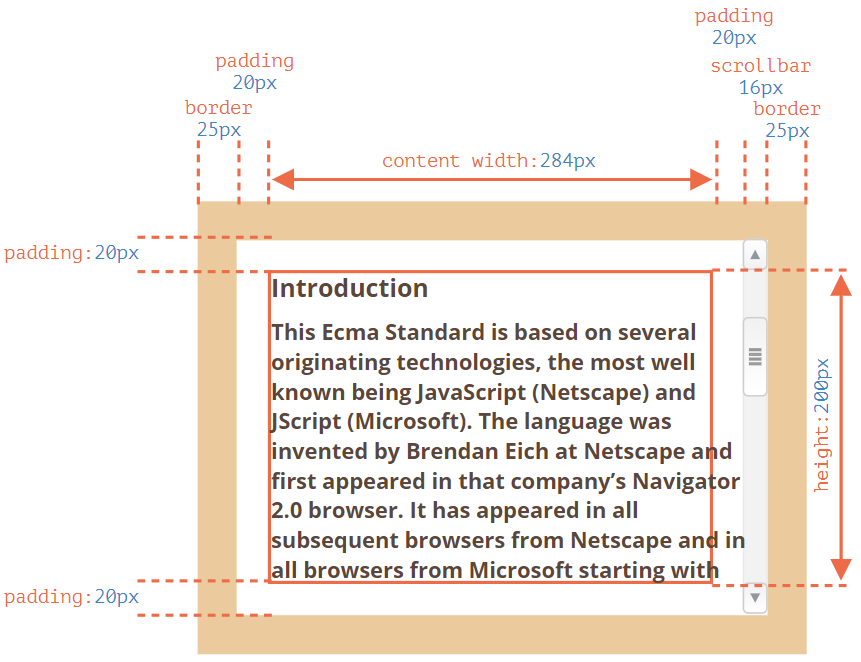 padding
20px
padding
20px
scrollbar
16px
border
25px
border
25px
content width:284px
padding:20px
Introduction
This Ecma Standard is based on several
originating technologies, the most well
known being JavaScript (Netscape) and
JScript (Microsoft). The language was
invented by Brendan Eich at Netscape and
first appeared in that company’s Navigator
2.0 browser. It has appeared in all
subsequent browsers from Netscape and in
all browsers from Microsoft starting with
height:200px
padding:20px